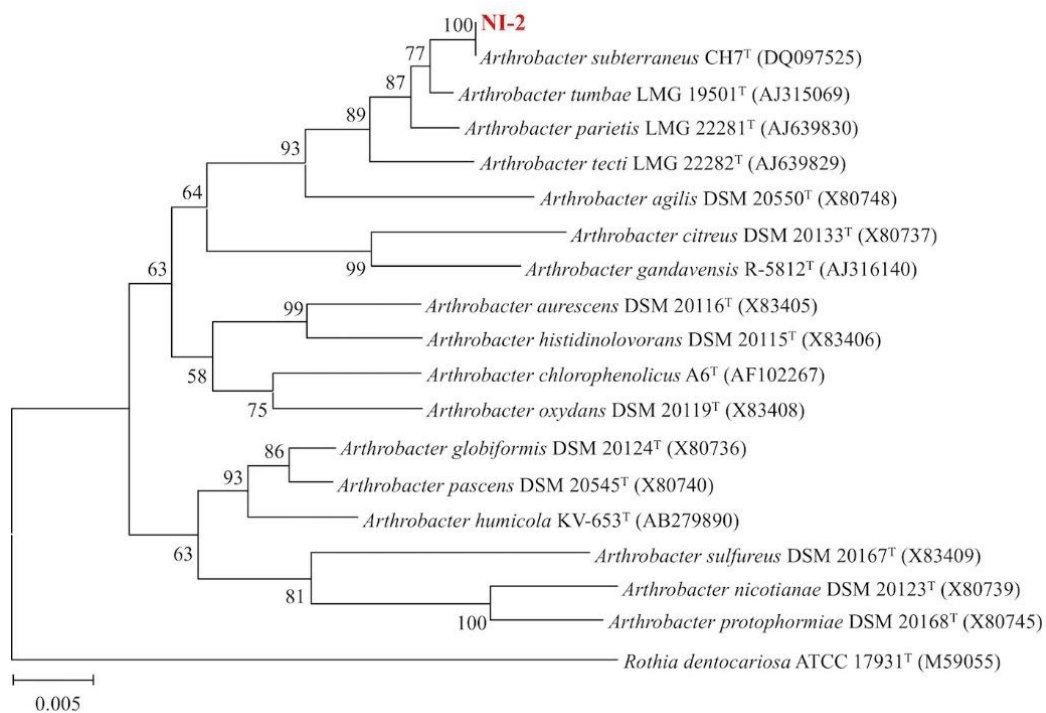 100 NI-2
77 Arthrobacter subterraneus CH7ᵀ (DQ097525)
87 Arthrobacter tumbae LMG 19501ᵀ (AJ315069)
89 Arthrobacter parietis LMG 22281ᵀ (AJ639830)
93 Arthrobacter tecti LMG 22282ᵀ (AJ639829)
64 Arthrobacter agilis DSM 20550ᵀ (X80748)
Arthrobacter citreus DSM 20133ᵀ (X80737)
63 99 Arthrobacter gandavensis R-5812ᵀ (AJ316140)
99 Arthrobacter aurescens DSM 20116ᵀ (X83405)
Arthrobacter histidinolovorans DSM 20115ᵀ (X83406)
58 Arthrobacter chlorophenolicus A6ᵀ (AF102267)
75 Arthrobacter oxydans DSM 20119ᵀ (X83408)
86 Arthrobacter globiformis DSM 20124ᵀ (X80736)
93 Arthrobacter pascens DSM 20545ᵀ (X80740)
Arthrobacter humicola KV-653ᵀ (AB279890)
63 Arthrobacter sulfureus DSM 20167ᵀ (X83409)
81 Arthrobacter nicotianae DSM 20123ᵀ (X80739)
100 Arthrobacter protophormiae DSM 20168ᵀ (X80745)
Rothia dentocariosa ATCC 17931ᵀ (M59055)
0.005